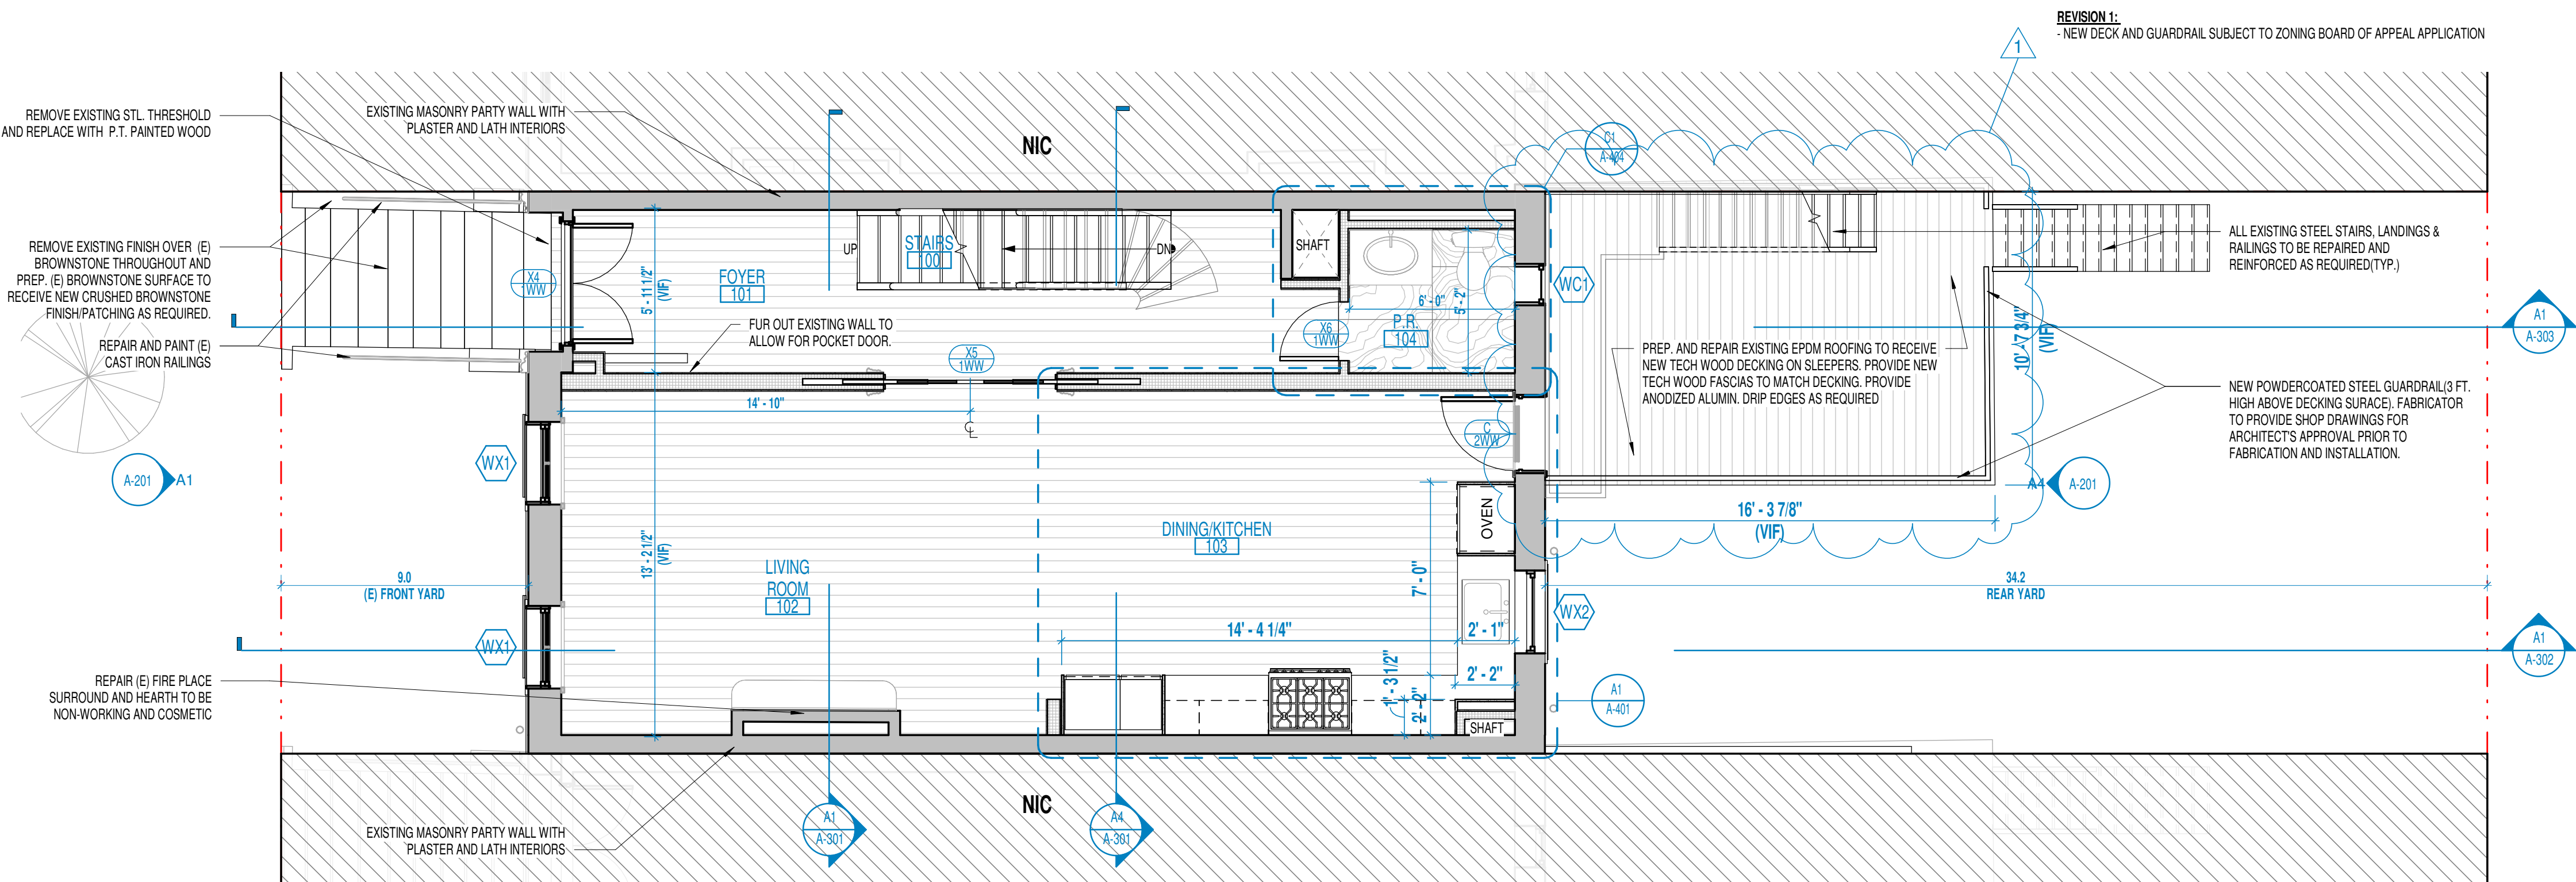 REVISION 1:
- NEW DECK AND GUARDRAIL SUBJECT TO ZONING BOARD OF APPEAL APPLICATION
1
REMOVE EXISTING STL. THRESHOLD
AND REPLACE WITH P.T. PAINTED WOOD
EXISTING MASONRY PARTY WALL WITH
PLASTER AND LATH INTERIORS
NIC
C1
A-404
REMOVE EXISTING FINISH OVER (E)
BROWNSTONE THROUGHOUT AND
PREP. (E) BROWNSTONE SURFACE TO
RECEIVE NEW CRUSHED BROWNSTONE
FINISH/PATCHING AS REQUIRED.
REPAIR AND PAINT (E)
CAST IRON RAILINGS
X4
1WW
FOYER
101
5' - 11 1/2"
(VIF)
UP
STAIRS
100
DN
SHAFT
FUR OUT EXISTING WALL TO
ALLOW FOR POCKET DOOR.
X5
1WW
X6
1WW
6' - 0"
5' - 2"
P.R.
104
WC1
ALL EXISTING STEEL STAIRS, LANDINGS &
RAILINGS TO BE REPAIRED AND
REINFORCED AS REQUIRED(TYP.)
10' - 7 3/4"
(VIF)
A1
A-303
PREP. AND REPAIR EXISTING EPDM ROOFING TO RECEIVE
NEW TECH WOOD DECKING ON SLEEPERS. PROVIDE NEW
TECH WOOD FASCIAS TO MATCH DECKING. PROVIDE
ANODIZED ALUMIN. DRIP EDGES AS REQUIRED
NEW POWDERCOATED STEEL GUARDRAIL(3 FT.
HIGH ABOVE DECKING SURACE). FABRICATOR
TO PROVIDE SHOP DRAWINGS FOR
ARCHITECT'S APPROVAL PRIOR TO
FABRICATION AND INSTALLATION.
14' - 10"
CL
C
2WW
WX1
A-201
A1
A4
A-201
16' - 3 7/8"
(VIF)
OVEN
DINING/KITCHEN
103
13' - 2 1/2"
(VIF)
LIVING
ROOM
102
9.0
(E) FRONT YARD
7' - 0"
34.2
REAR YARD
WX2
WX1
14' - 4 1/4"
2' - 1"
2' - 2"
1' - 3 1/2"
2' - 2"
A1
A-302
REPAIR (E) FIRE PLACE
SURROUND AND HEARTH TO BE
NON-WORKING AND COSMETIC
A1
A-401
SHAFT
NIC
A1
A-301
A4
A-301
EXISTING MASONRY PARTY WALL WITH
PLASTER AND LATH INTERIORS